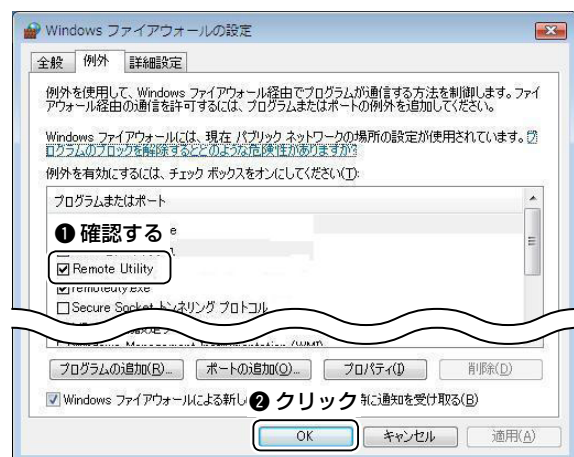 Windows ファイアウォールの設定
全般 例外 詳細設定
例外を使用して、Windows ファイアウォール経由でプログラムが通信する方法を制御します。ファイ
アウォール経由の通信を許可するには、プログラムまたはポートの例外を追加してください。
Windows ファイアウォールには、現在 パブリック ネットワークの場所の設定が使用されています。プ
ログラムのブロックを解除するとどのような危険性がありますか?
例外を有効にするには、チェック ボックスをオンにしてください(T):
プログラムまたはポート
❶ 確認する
Remote Utility
remoteuty.exe
Secure Socket トンネリング プロトコル
Windows Management Instrumentation (WMI)
プログラムの追加(R)... ポートの追加(O)... プロパティ(I) 削除(D)
Windows ファイアウォールによる新し ❷ クリック 時に通知を受け取る(B)
OK キャンセル 適用(A)